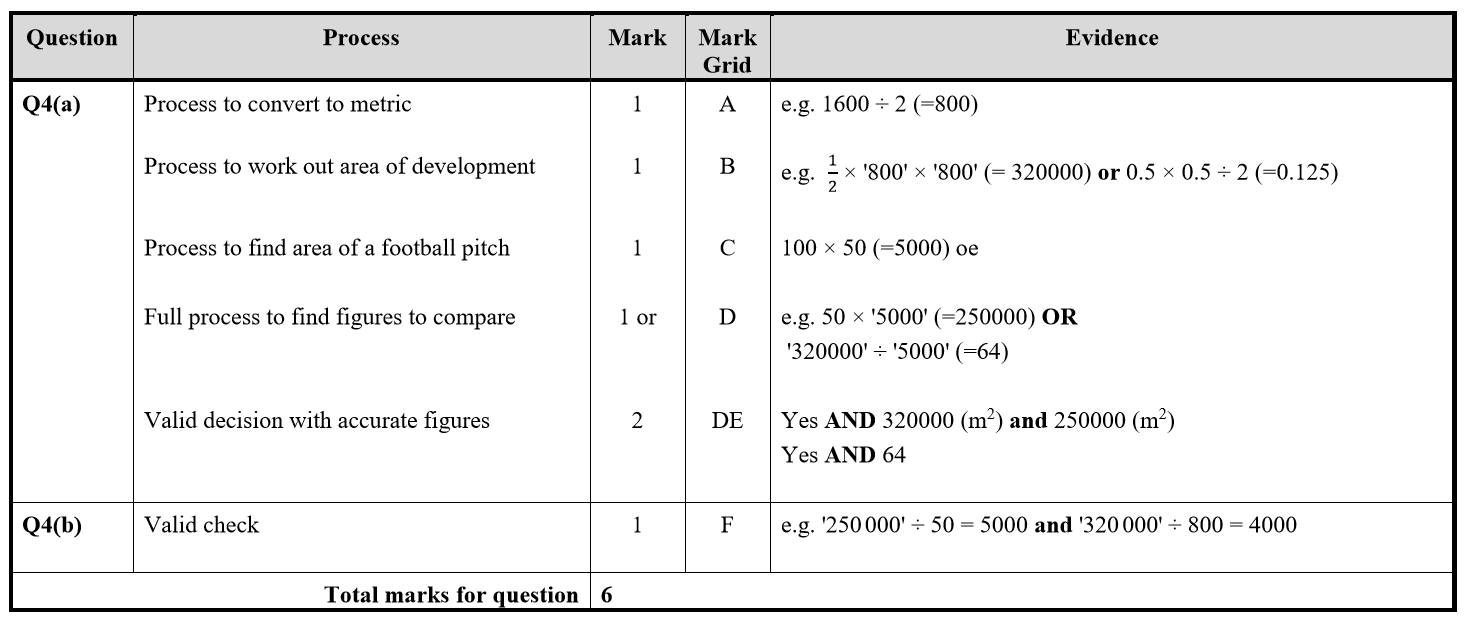 Question Process Mark Mark Grid Evidence
Q4(a) Process to convert to metric 1 A e.g. 1600 ÷ 2 (=800)
Process to work out area of development 1 B e.g. ½ × '800' × '800' (= 320000) or 0.5 × 0.5 ÷ 2 (=0.125)
Process to find area of a football pitch 1 C 100 × 50 (=5000) oe
Full process to find figures to compare 1 or D e.g. 50 × '5000' (=250000) OR
'320000' ÷ '5000' (=64)
Valid decision with accurate figures 2 DE Yes AND 320000 (m²) and 250000 (m²)
Yes AND 64
Q4(b) Valid check 1 F e.g. '250 000' ÷ 50 = 5000 and '320 000' ÷ 800 = 4000
Total marks for question 6